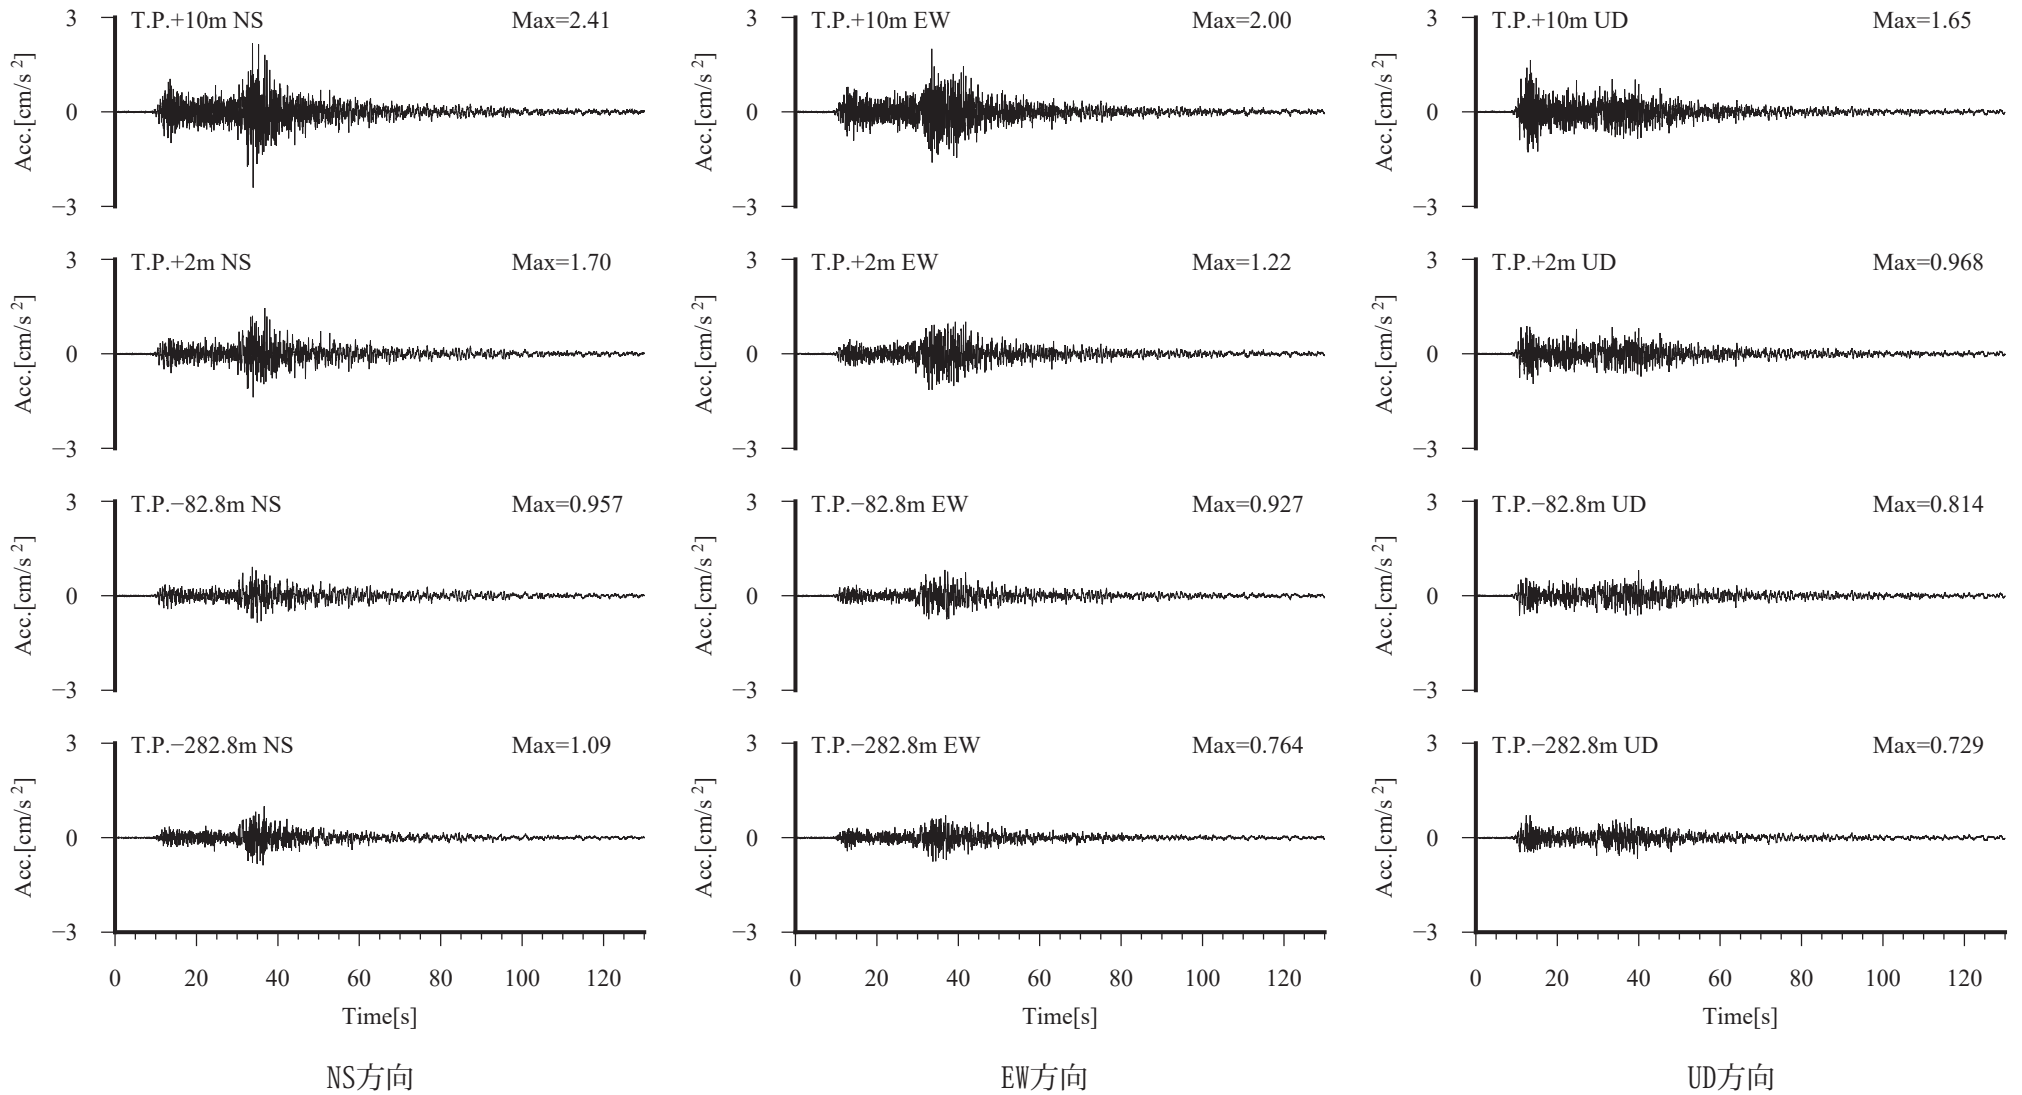 T.P.+10m NS
Max=2.41
3
0
−3
Acc.[cm/s²]
T.P.+2m NS
Max=1.70
3
0
−3
Acc.[cm/s²]
T.P.−82.8m NS
Max=0.957
3
0
−3
Acc.[cm/s²]
T.P.−282.8m NS
Max=1.09
3
0
−3
Acc.[cm/s²]
0 20 40 60 80 100 120
Time[s]
NS方向
T.P.+10m EW
Max=2.00
3
0
−3
Acc.[cm/s²]
T.P.+2m EW
Max=1.22
3
0
−3
Acc.[cm/s²]
T.P.−82.8m EW
Max=0.927
3
0
−3
Acc.[cm/s²]
T.P.−282.8m EW
Max=0.764
3
0
−3
Acc.[cm/s²]
0 20 40 60 80 100 120
Time[s]
EW方向
T.P.+10m UD
Max=1.65
3
0
−3
Acc.[cm/s²]
T.P.+2m UD
Max=0.968
3
0
−3
Acc.[cm/s²]
T.P.−82.8m UD
Max=0.814
3
0
−3
Acc.[cm/s²]
T.P.−282.8m UD
Max=0.729
3
0
−3
Acc.[cm/s²]
0 20 40 60 80 100 120
Time[s]
UD方向